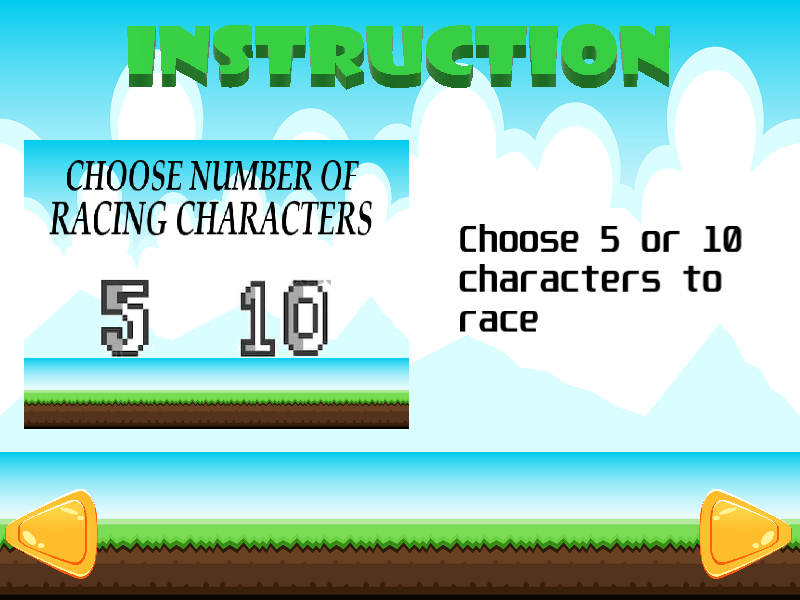 INSTRUCTION
CHOOSE NUMBER OF
RACING CHARACTERS
5 10
Choose 5 or 10
characters to
race